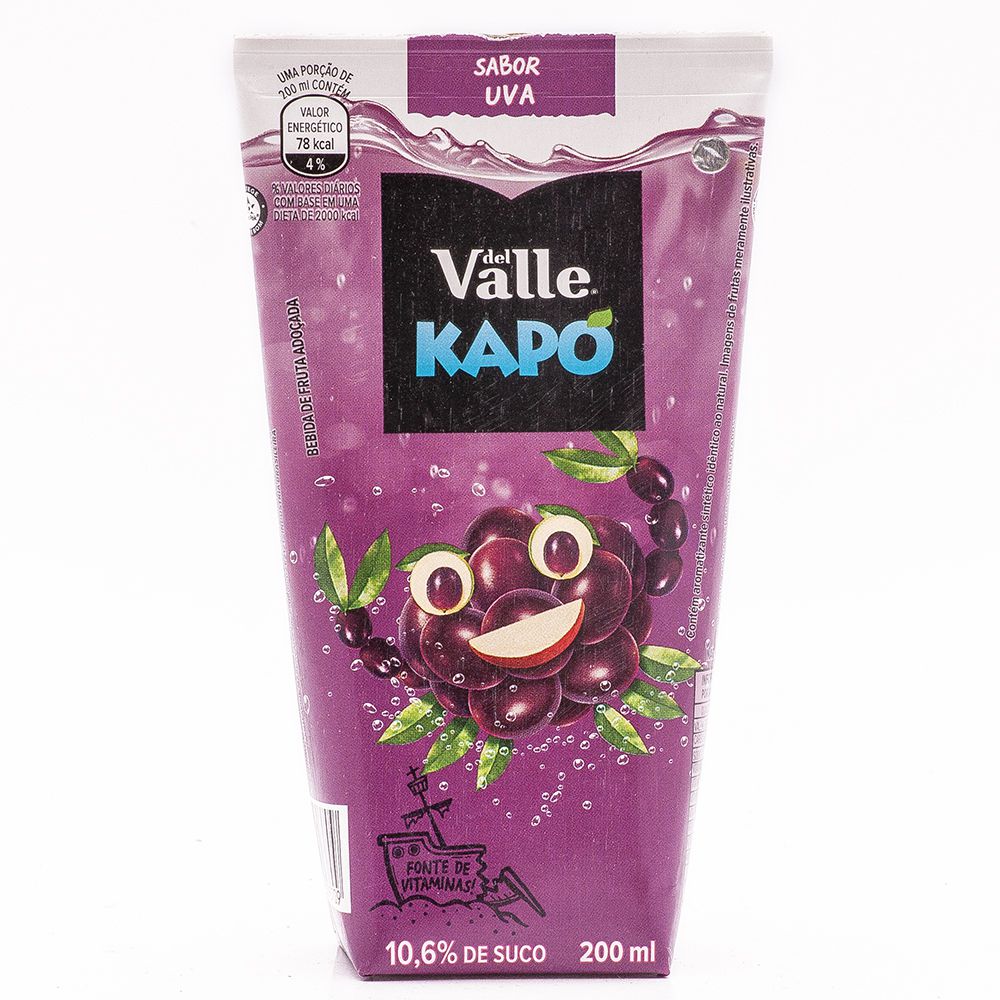 SABOR
UVA
UMA PORÇÃO DE
200 ml CONTÉM
VALOR
ENERGÉTICO
78 kcal
4%
% VALORES DIÁRIOS
COM BASE EM UMA
DIETA DE 2000 kcal
del
Valle
KAPO
BEBIDA DE FRUTA ADOÇADA
contém aromatizante sintético idêntico ao natural. Imagens de frutas meramente ilustrativas.
FONTE DE
VITAMINAS!
10,6% DE SUCO 200 ml